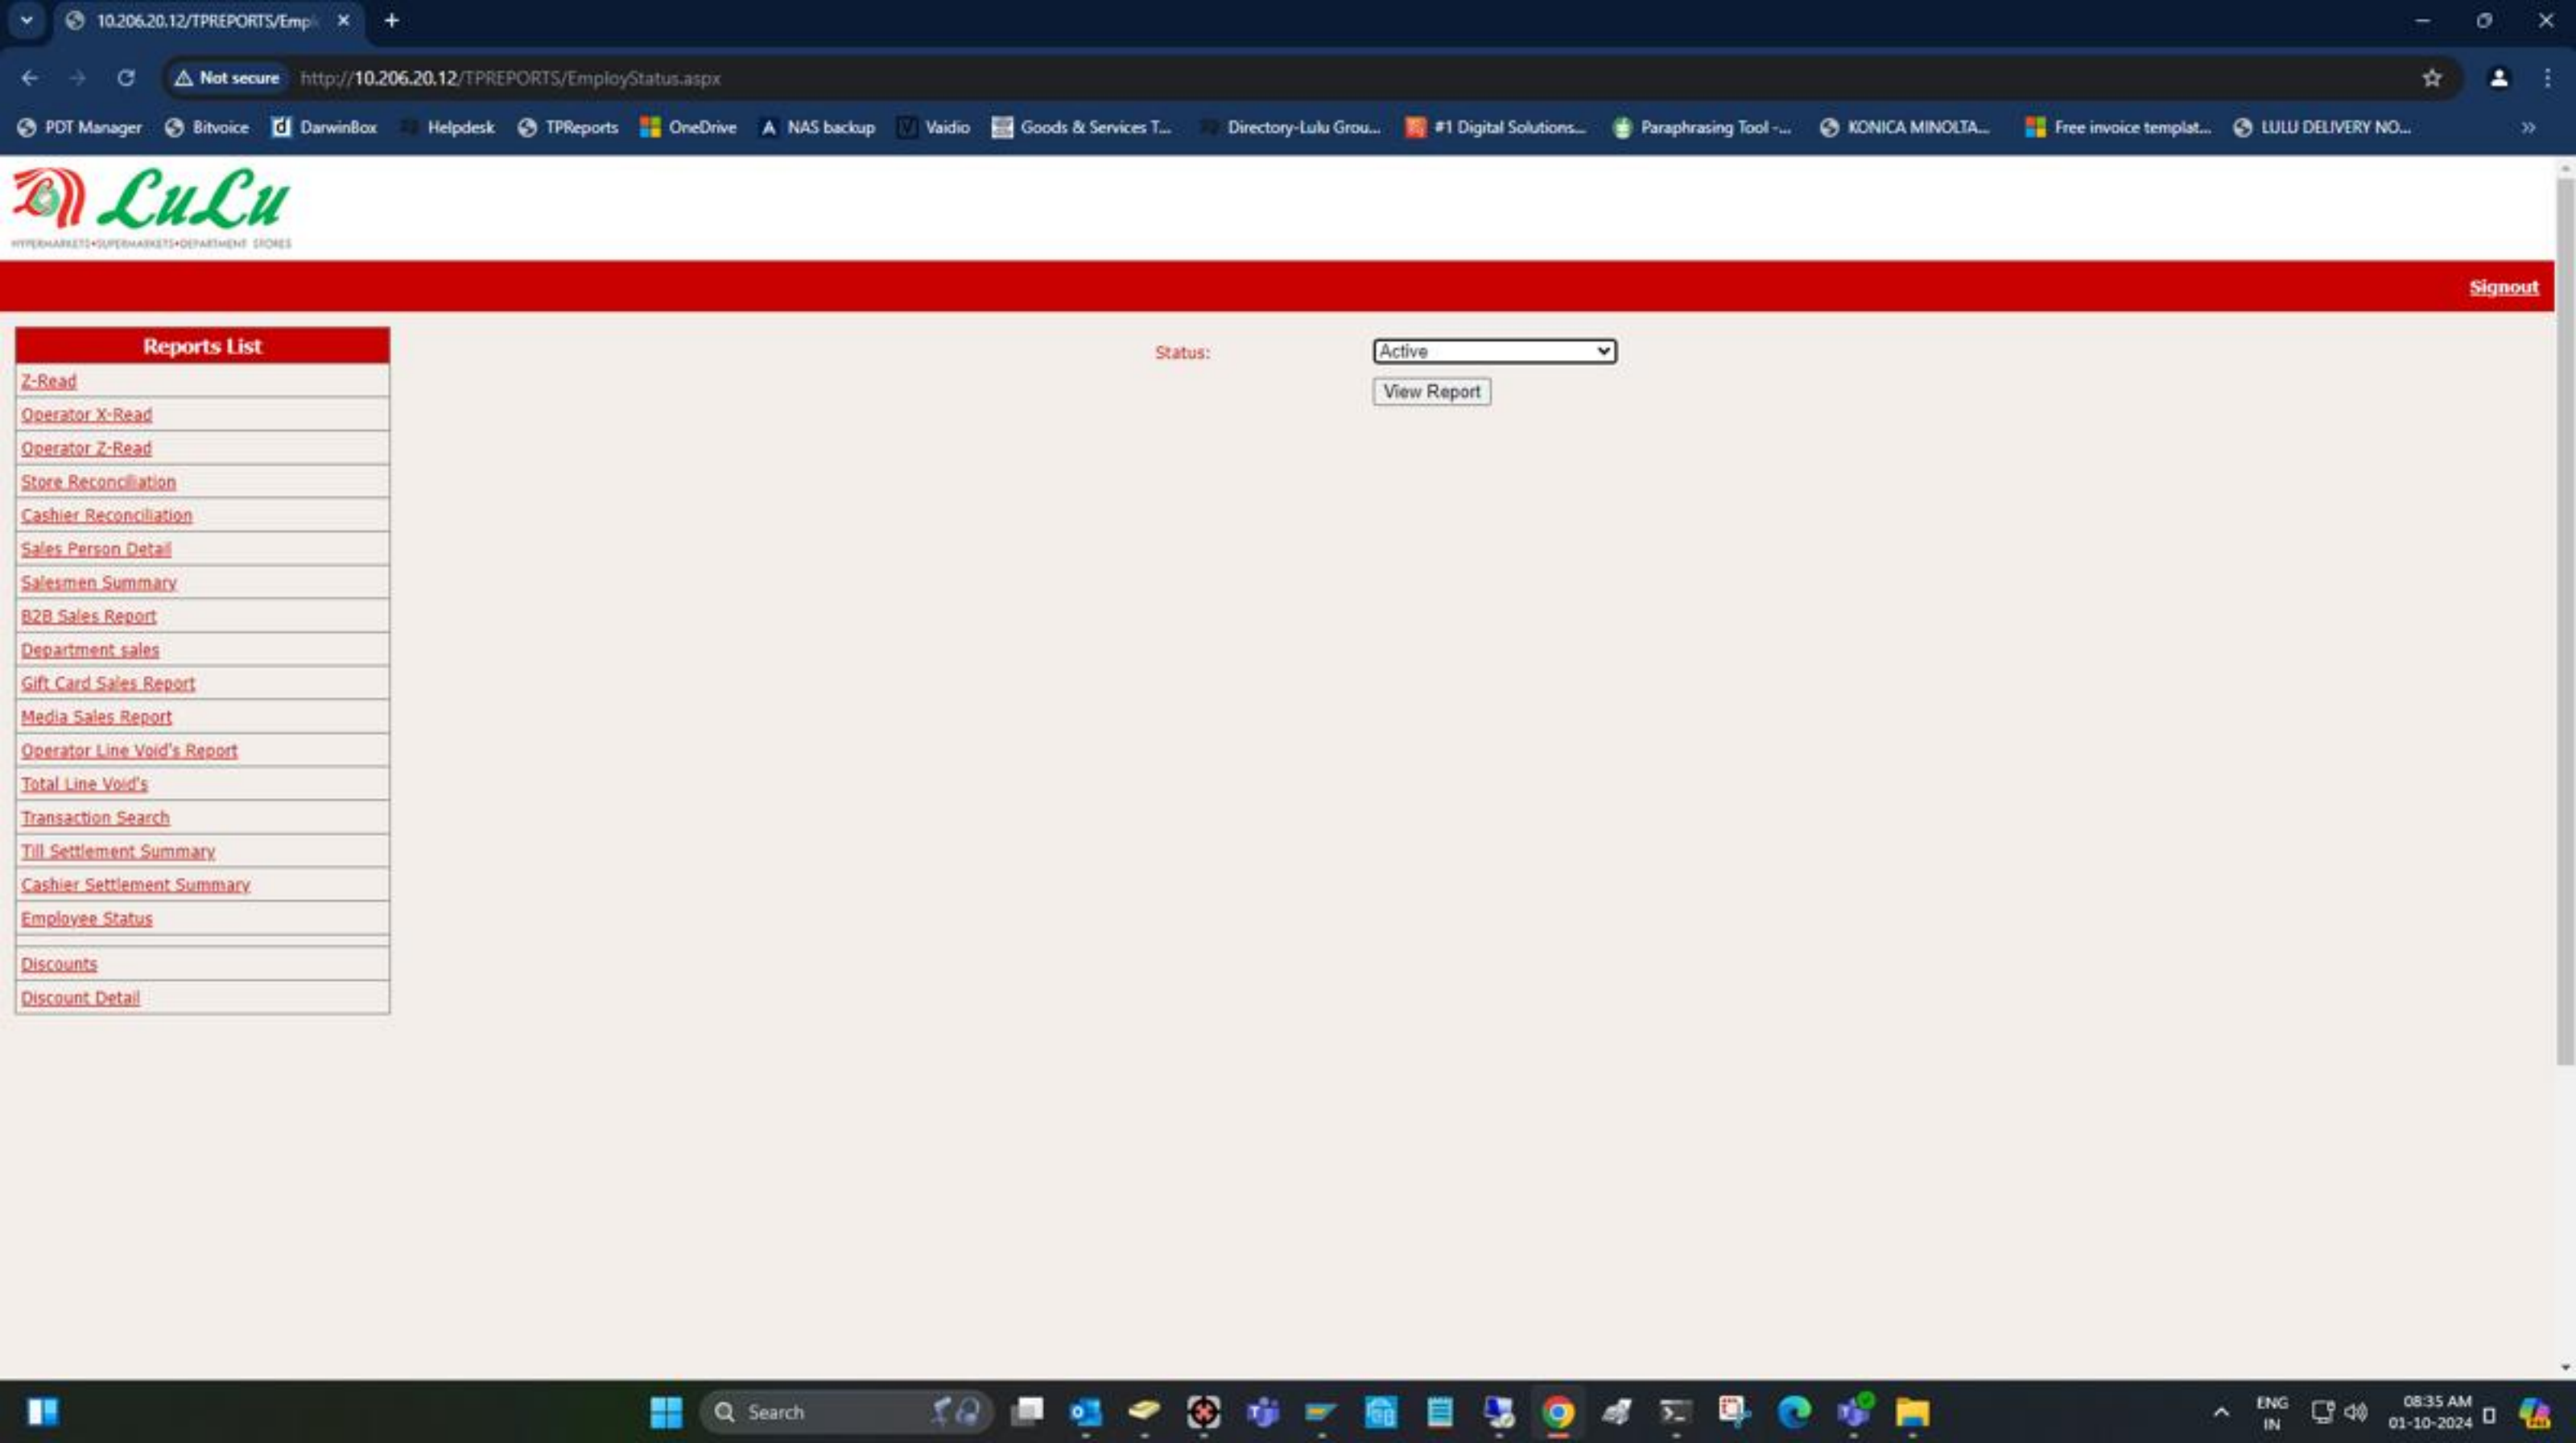 10.206.20.12/TPREPORTS/Emp
Not secure http://10.206.20.12/TPREPORTS/EmployStatus.aspx
PDT Manager Bitvoice DarwinBox Helpdesk TPReports OneDrive NAS backup Vaidio Goods & Services T... Directory-Lulu Grou... #1 Digital Solutions... Paraphrasing Tool -... KONICA MINOLTA... Free invoice templat... LULU DELIVERY NO... »
LuLu
HYPERMARKETS•SUPERMARKETS•DEPARTMENT STORES
Signout
Reports List
Status: Active
View Report
Z-Read
Operator X-Read
Operator Z-Read
Store Reconciliation
Cashier Reconciliation
Sales Person Detail
Salesmen Summary
B2B Sales Report
Department sales
Gift Card Sales Report
Media Sales Report
Operator Line Void's Report
Total Line Void's
Transaction Search
Till Settlement Summary
Cashier Settlement Summary
Employee Status
Discounts
Discount Detail
Search
ENG
IN
08:35 AM
01-10-2024